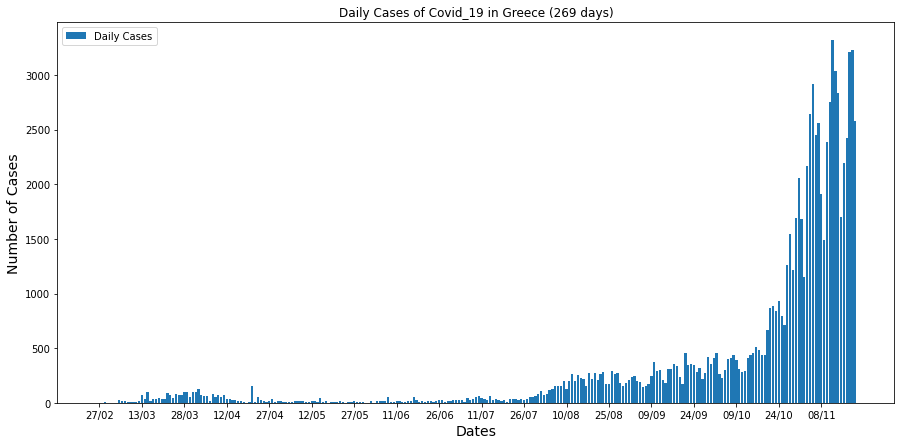 Daily Cases of Covid_19 in Greece (269 days)
Daily Cases
Number of Cases
3000
2500
2000
1500
1000
500
0
27/02 13/03 28/03 12/04 27/04 12/05 27/05 11/06 26/06 11/07 26/07 10/08 25/08 09/09 24/09 09/10 24/10 08/11
Dates